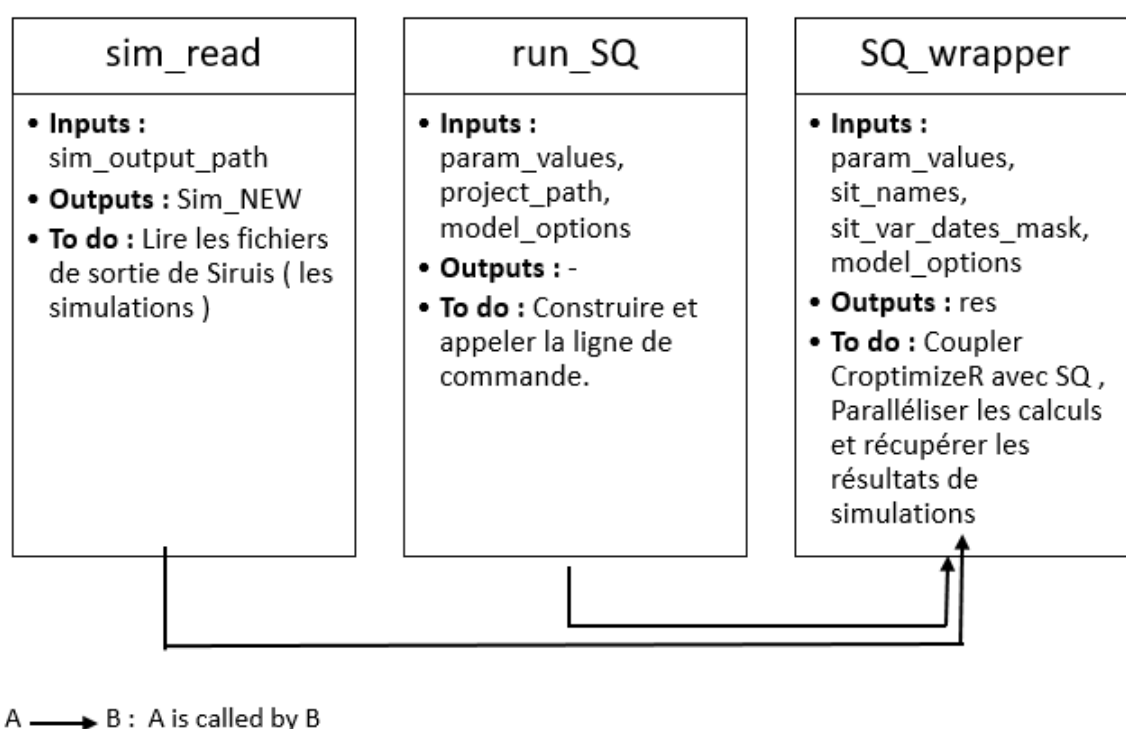 sim_read
• Inputs :
sim_output_path
• Outputs : Sim_NEW
• To do : Lire les fichiers
de sortie de Siruis ( les
simulations )
run_SQ
• Inputs :
param_values,
project_path,
model_options
• Outputs : -
• To do : Construire et
appeler la ligne de
commande.
SQ_wrapper
• Inputs :
param_values,
sit_names,
sit_var_dates_mask,
model_options
• Outputs : res
• To do : Coupler
CroptimizeR avec SQ ,
Paralléliser les calculs
et récupérer les
résultats de
simulations
A → B : A is called by B